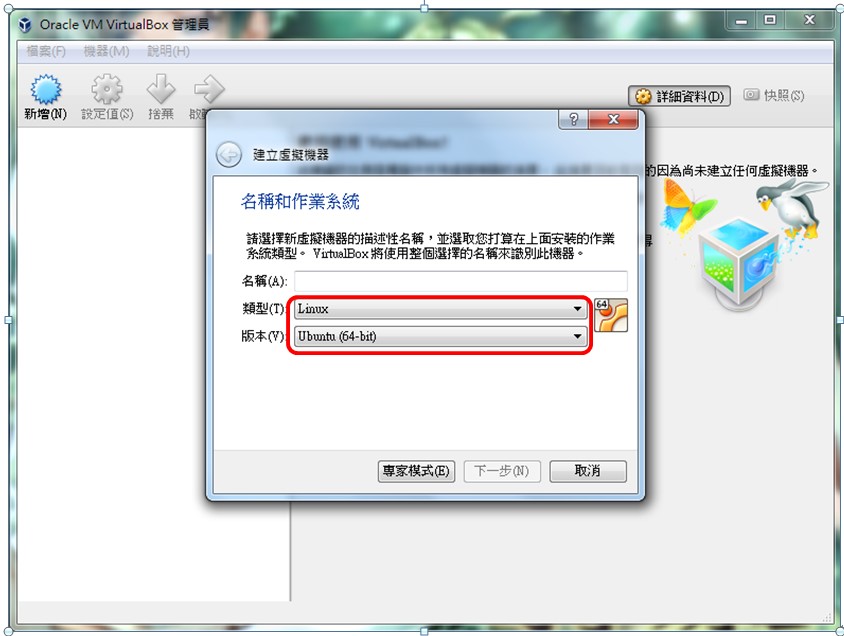 Oracle VM VirtualBox 管理員
檔案(F) 機器(M) 說明(H)
新增(N) 設定值(S) 捨棄
詳細資料(D) 快照(S)
的因為尚未建立任何虛擬機器。
建立虛擬機器
名稱和作業系統
請選擇新虛擬機器的描述性名稱，並選取您打算在上面安裝的作業
系統類型。 VirtualBox 將使用整個選擇的名稱來識別此機器。
名稱(A):
類型(T): Linux
64
版本(V): Ubuntu (64-bit)
專家模式(E) 下一步(N) 取消